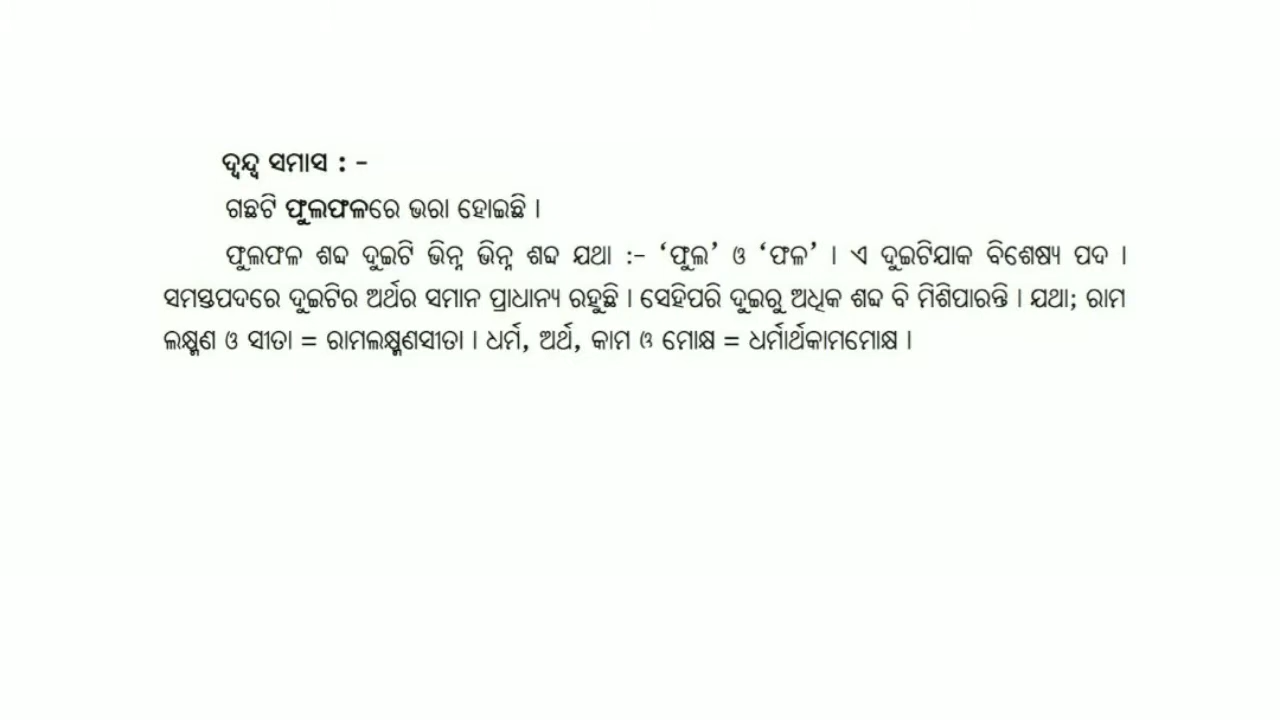 ଦ୍ୱନ୍ଦ୍ୱ ସମାସ : -
ଗଛଟି ଫୁଲଫଳରେ ଭରା ହୋଇଛି ।
ଫୁଲଫଳ ଶବ୍ଦ ଦୁଇଟି ଭିନ୍ନ ଭିନ୍ନ ଶବ୍ଦ ଯଥା :- ‘ଫୁଲ’ ଓ ‘ଫଳ’ । ଏ ଦୁଇଟିଯାକ ବିଶେଷ୍ୟ ପଦ ।
ସମସ୍ତପଦରେ ଦୁଇଟିର ଅର୍ଥର ସମାନ ପ୍ରାଧାନ୍ୟ ରହୁଛି । ସେହିପରି ଦୁଇରୁ ଅଧିକ ଶବ୍ଦ ବି ମିଶିପାରନ୍ତି । ଯଥା; ରାମ
ଲକ୍ଷ୍ମଣ ଓ ସୀତା = ରାମଲକ୍ଷ୍ମଣସୀତା । ଧର୍ମ, ଅର୍ଥ, କାମ ଓ ମୋକ୍ଷ = ଧର୍ମାର୍ଥକାମମୋକ୍ଷ ।